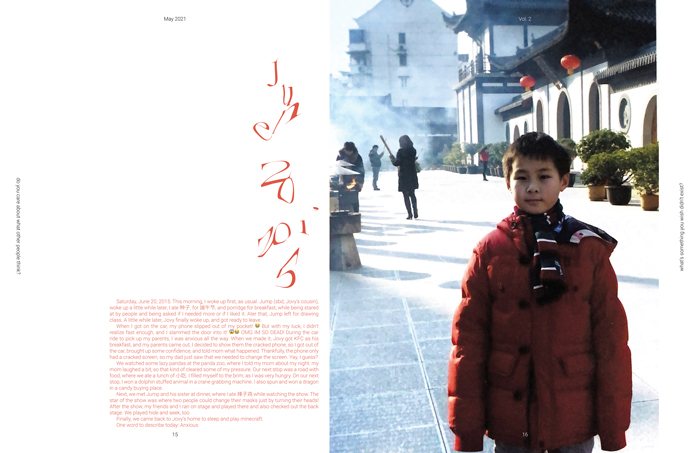 May 2021
Vol. 2
June 20, 2015
do you care about what other people think?
Saturday, June 20, 2015. This morning, I woke up first, as usual. Jump (stid, Jovy's cousin),
woke up a little while later. I ate 粽子, for 端午节, and porridge for breakfast, while being stared
at by people and being asked if I needed more or if I liked it. After that, Jump left for drawing
class. A little while later, Jovy finally woke up, and got ready to leave.
When I got on the car, my phone slipped out of my pocket! 😅 But with my luck, I didn't
realize fast enough, and I slammed the door into it! 😱😭 OMG IM SO DEAD! During the car
ride to pick up my parents, I was anxious all the way. When we made it, Jovy got KFC as his
breakfast, and my parents came out. I decided to show them the cracked phone, so I got out of
the car, brought up some confidence, and told mom what happened. Thankfully, the phone only
had a cracked screen, so my dad just saw that we needed to change the screen. Yay, I guess?
We watched some lazy pandas at the panda zoo, where I told my mom about my night, my
mom laughed a bit, so that kind of cleared some of my pressure. Our next stop was a road with
food, where we ate a lunch of 小吃. I filled myself to the brim, as I was very hungry. On our next
stop, I won a dolphin stuffed animal in a crane grabbing machine. I also spun and won a dragon
in a candy buying place.
Next, we met Jump and his sister at dinner, where I ate while watching the show. The
star of the show was where two people could change their masks just by turning their heads!
After the show, my friends and I ran on stage and played there and also checked out the back
stage. We played hide and seek, too.
Finally, we came back to Jovy's home to sleep and play minecraft.
One word to describe today: Anxious.
15
16
what's something you wish didn't exist?